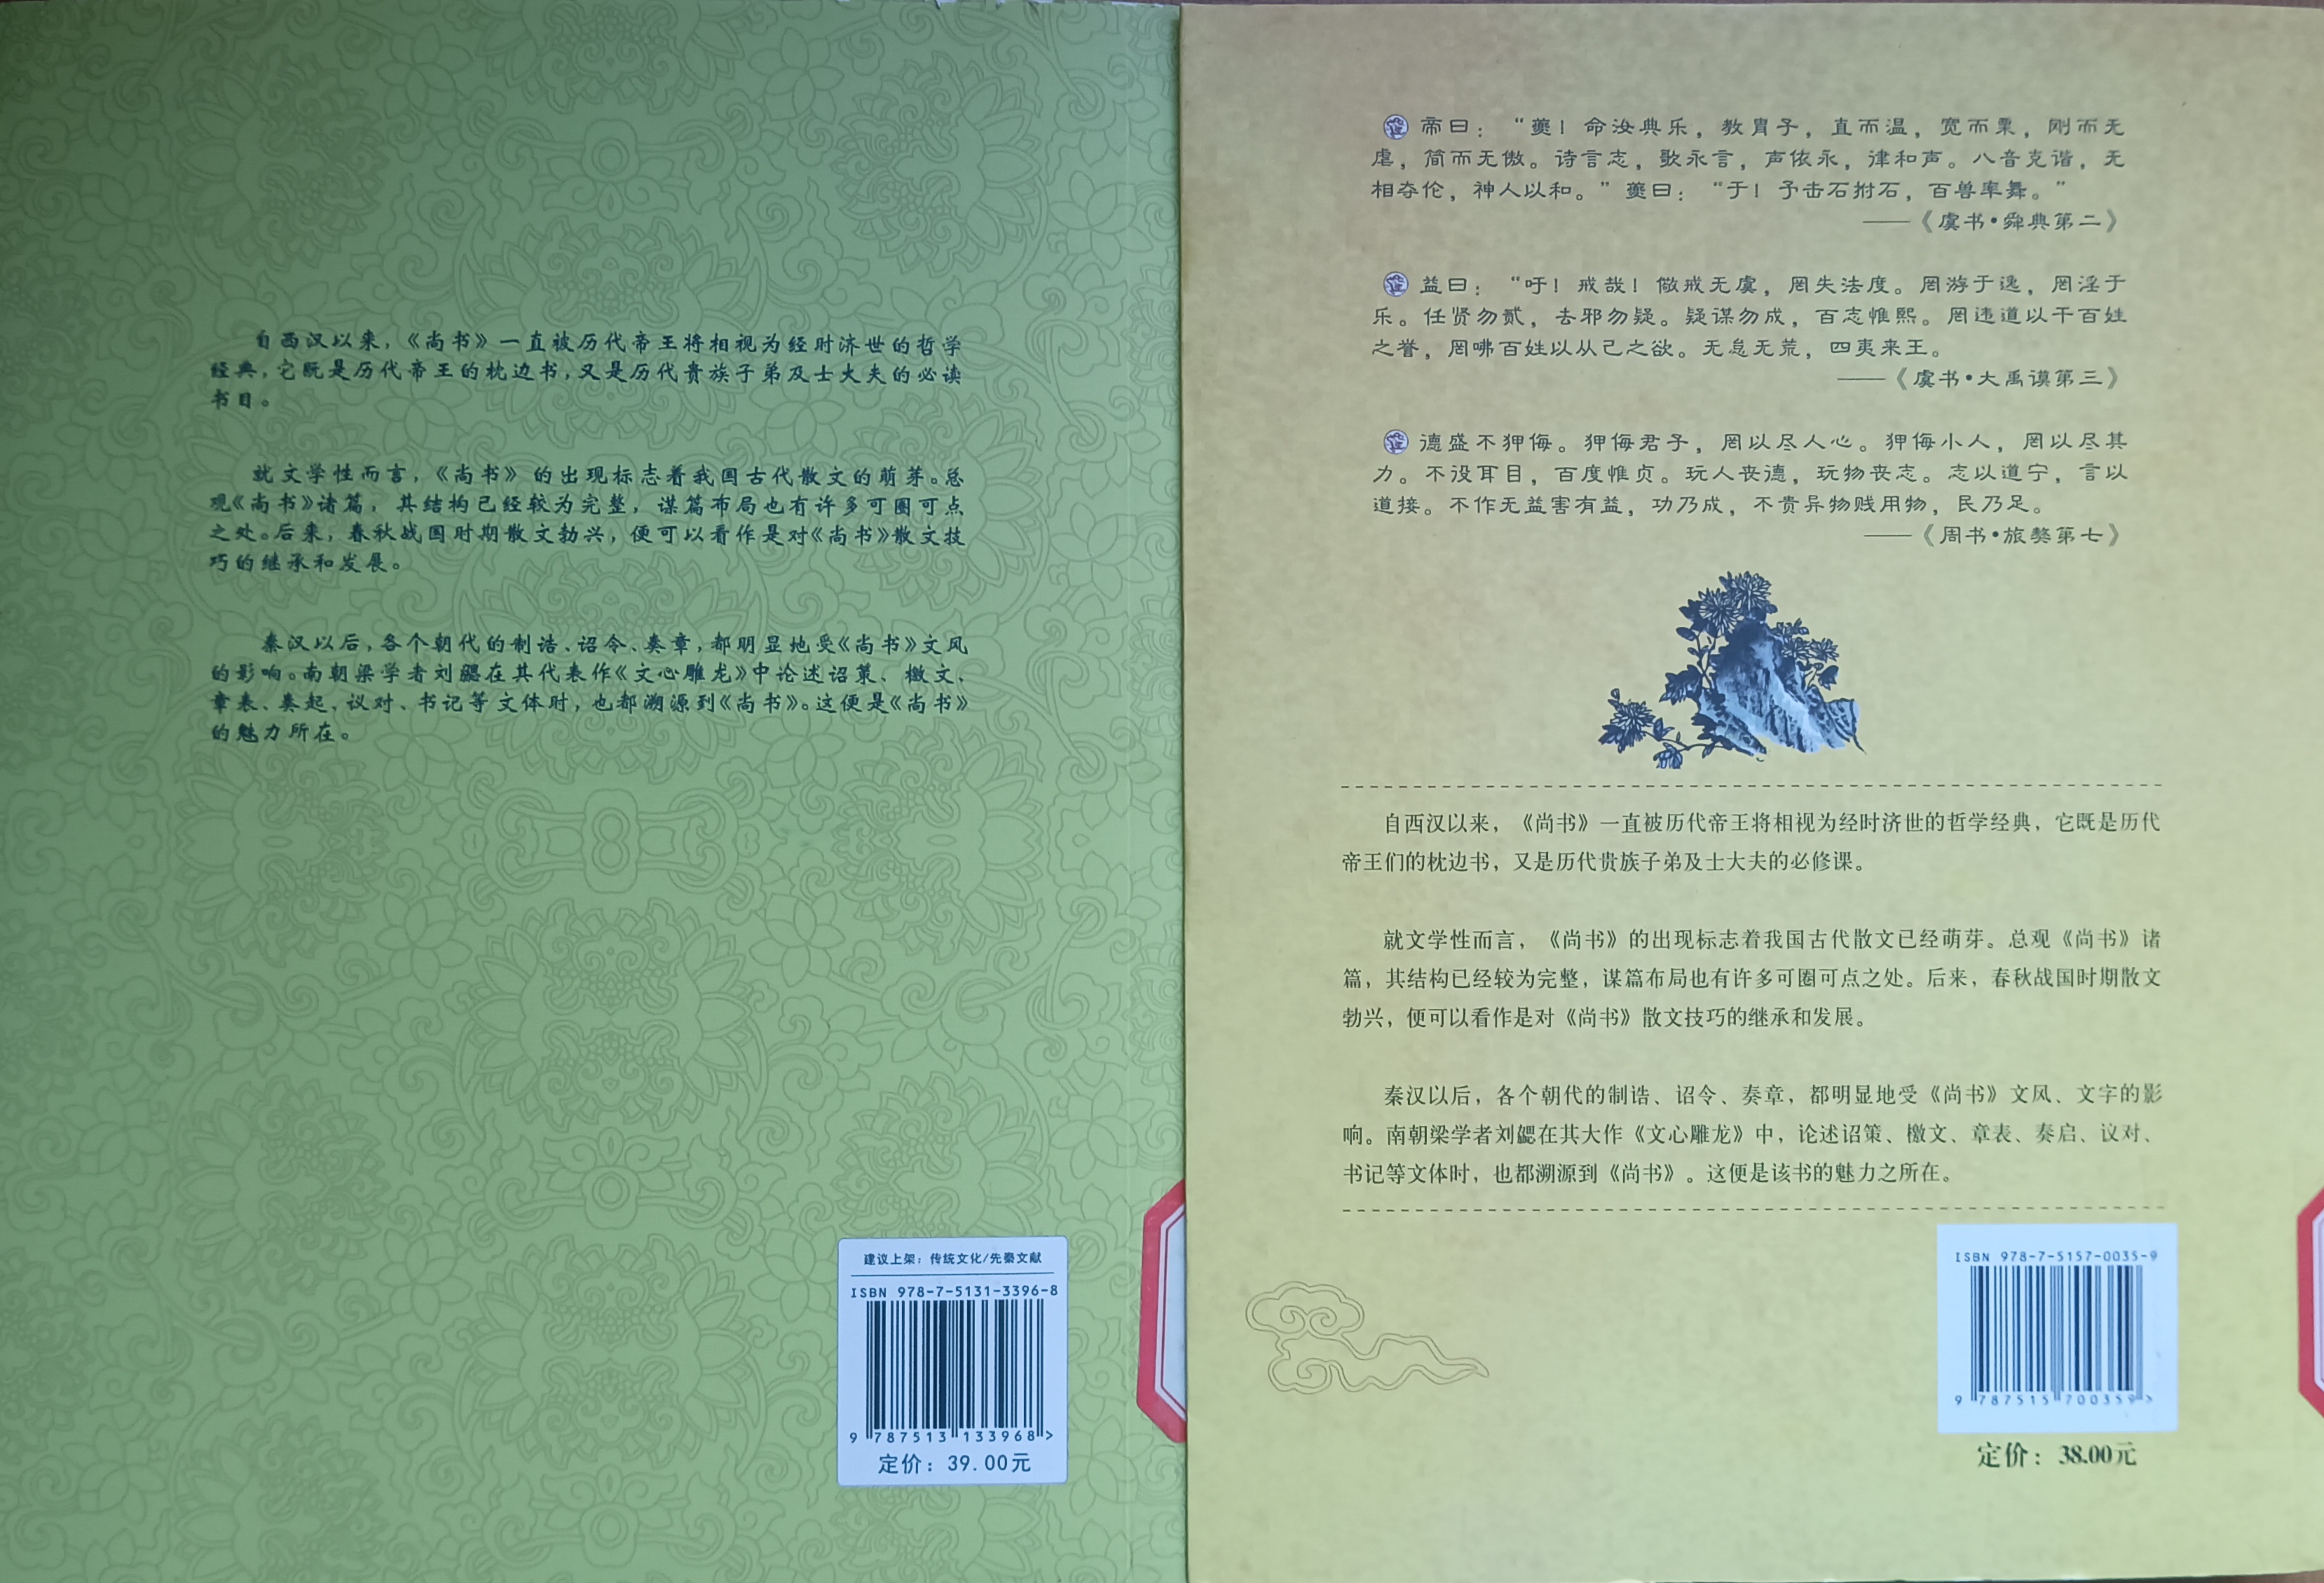 自西汉以来，《尚书》一直被历代帝王将相视为经时济世的哲学
经典，它既是历代帝王的枕边书，又是历代贵族子弟及士大夫的必读
书目。
就文学性而言，《尚书》的出现标志着我国古代散文的萌芽。总
观《尚书》诸篇，其结构已经较为完整，谋篇布局也有许多可圈可点
之处。后来，春秋战国时期散文勃兴，便可以看作是对《尚书》散文技
巧的继承和发展。
秦汉以后，各个朝代的制诰、诏令、奏章，都明显地受《尚书》文风
的影响。南朝梁学者刘勰在其代表作《文心雕龙》中论述诏策、檄文、
章表、奏起、议对、书记等文体时，也都溯源到《尚书》。这便是《尚书》
的魅力所在。
建议上架：传统文化/先秦文献
ISBN 978-7-5131-3396-8
9 787513 133968>
定价：39.00元
帝曰：“夔！命汝典乐，教胄子，直而温，宽而栗，刚而无
虐，简而无傲。诗言志，歌永言，声依永，律和声。八音克谐，无
相夺伦，神人以和。”夔曰：“于！予击石拊石，百兽率舞。”
——《虞书•舜典第二》
益曰：“吁！戒哉！儆戒无虞，罔失法度。罔游于逸，罔淫于
乐。任贤勿贰，去邪勿疑。疑谋勿成，百志惟熙。罔违道以干百姓
之誉，罔咈百姓以从己之欲。无怠无荒，四夷来王。
——《虞书•大禹谟第三》
德盛不狎侮。狎侮君子，罔以尽人心。狎侮小人，罔以尽其
力。不役耳目，百度惟贞。玩人丧德，玩物丧志。志以道宁，言以
道接。不作无益害有益，功乃成，不贵异物贱用物，民乃足。
——《周书•旅獒第七》
自西汉以来，《尚书》一直被历代帝王将相视为经时济世的哲学经典，它既是历代
帝王们的枕边书，又是历代贵族子弟及士大夫的必修课。
就文学性而言，《尚书》的出现标志着我国古代散文已经萌芽。总观《尚书》诸
篇，其结构已经较为完整，谋篇布局也有许多可圈可点之处。后来，春秋战国时期散文
勃兴，便可以看作是对《尚书》散文技巧的继承和发展。
秦汉以后，各个朝代的制诰、诏令、奏章，都明显地受《尚书》文风、文字的影
响。南朝梁学者刘勰在其大作《文心雕龙》中，论述诏策、檄文、章表、奏启、议对、
书记等文体时，也都溯源到《尚书》。这便是该书的魅力之所在。
ISBN 978-7-5157-0035-9
9 787515 700359>
定价：38.00元